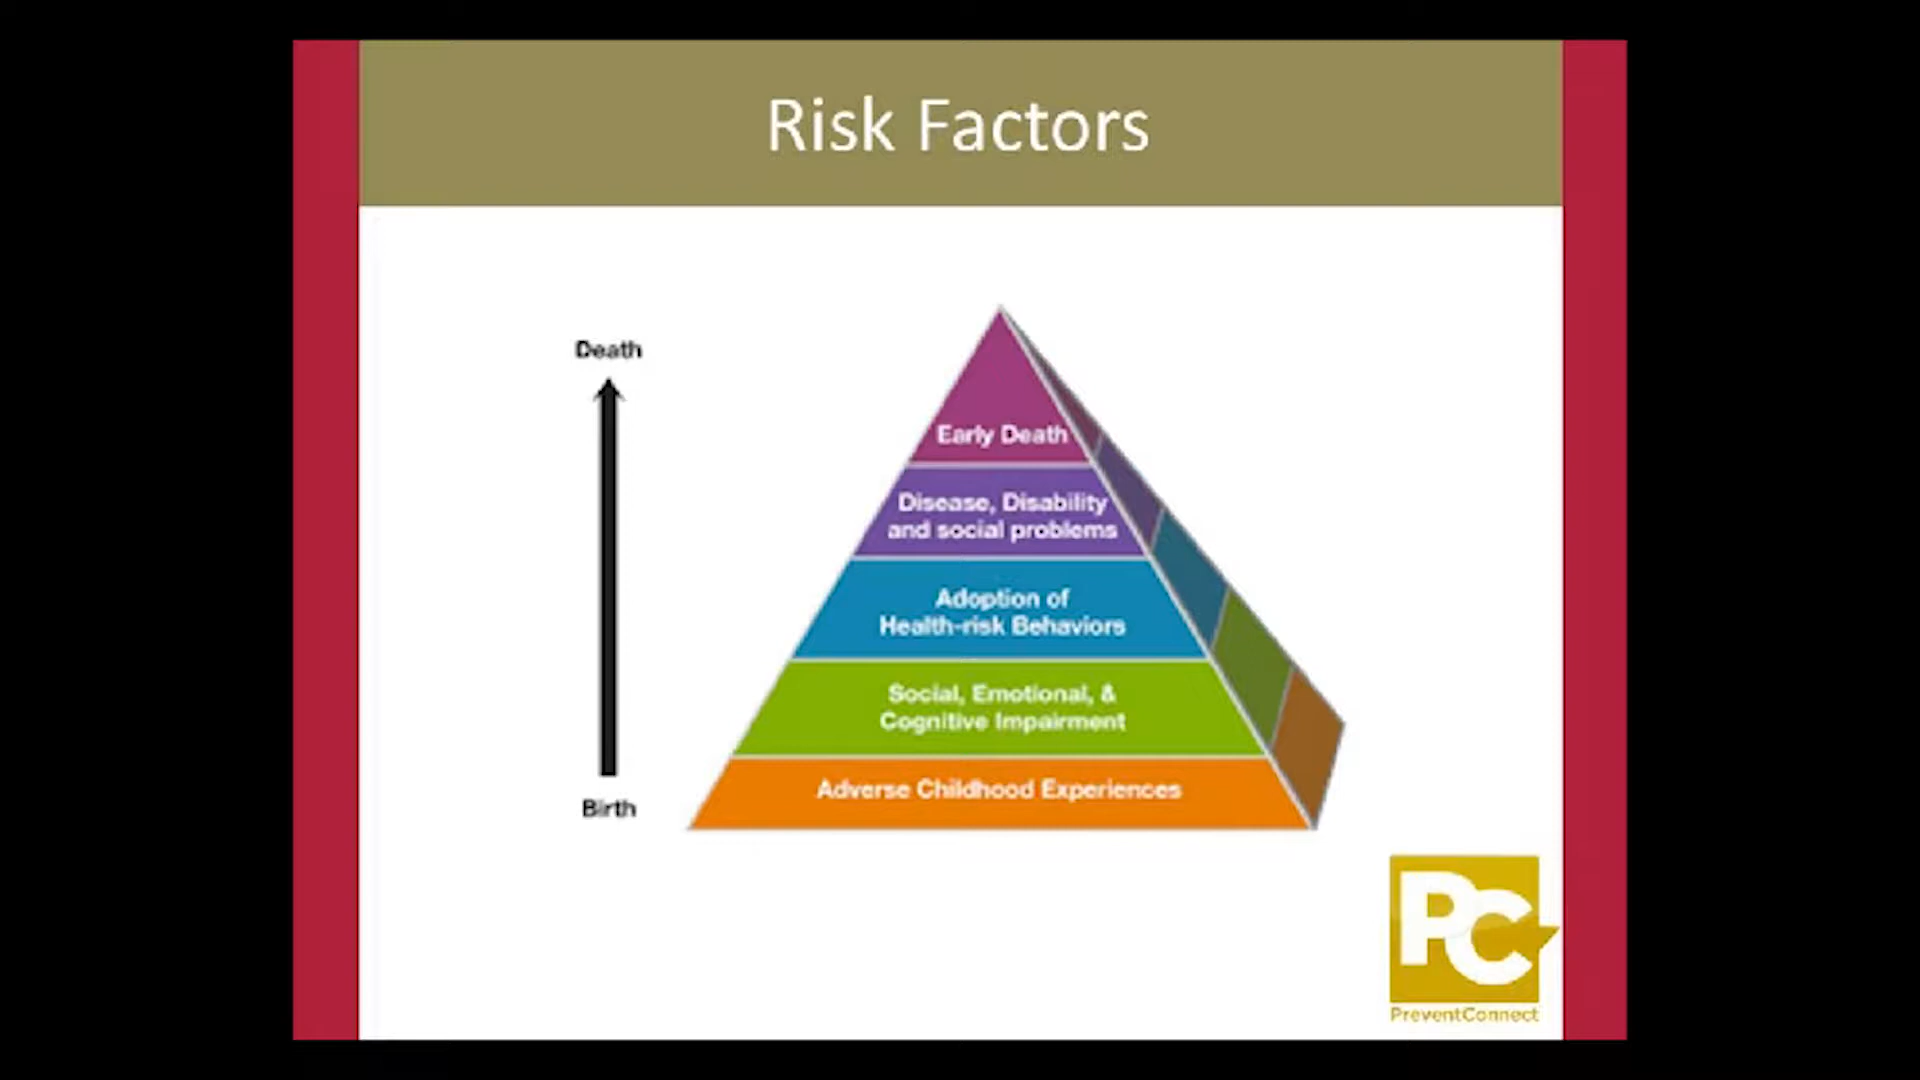 Risk Factors
Death
Early Death
Disease, Disability
and social problems
Adoption of
Health-risk Behaviors
Social, Emotional, &
Cognitive Impairment
Adverse Childhood Experiences
Birth
PC
PreventConnect